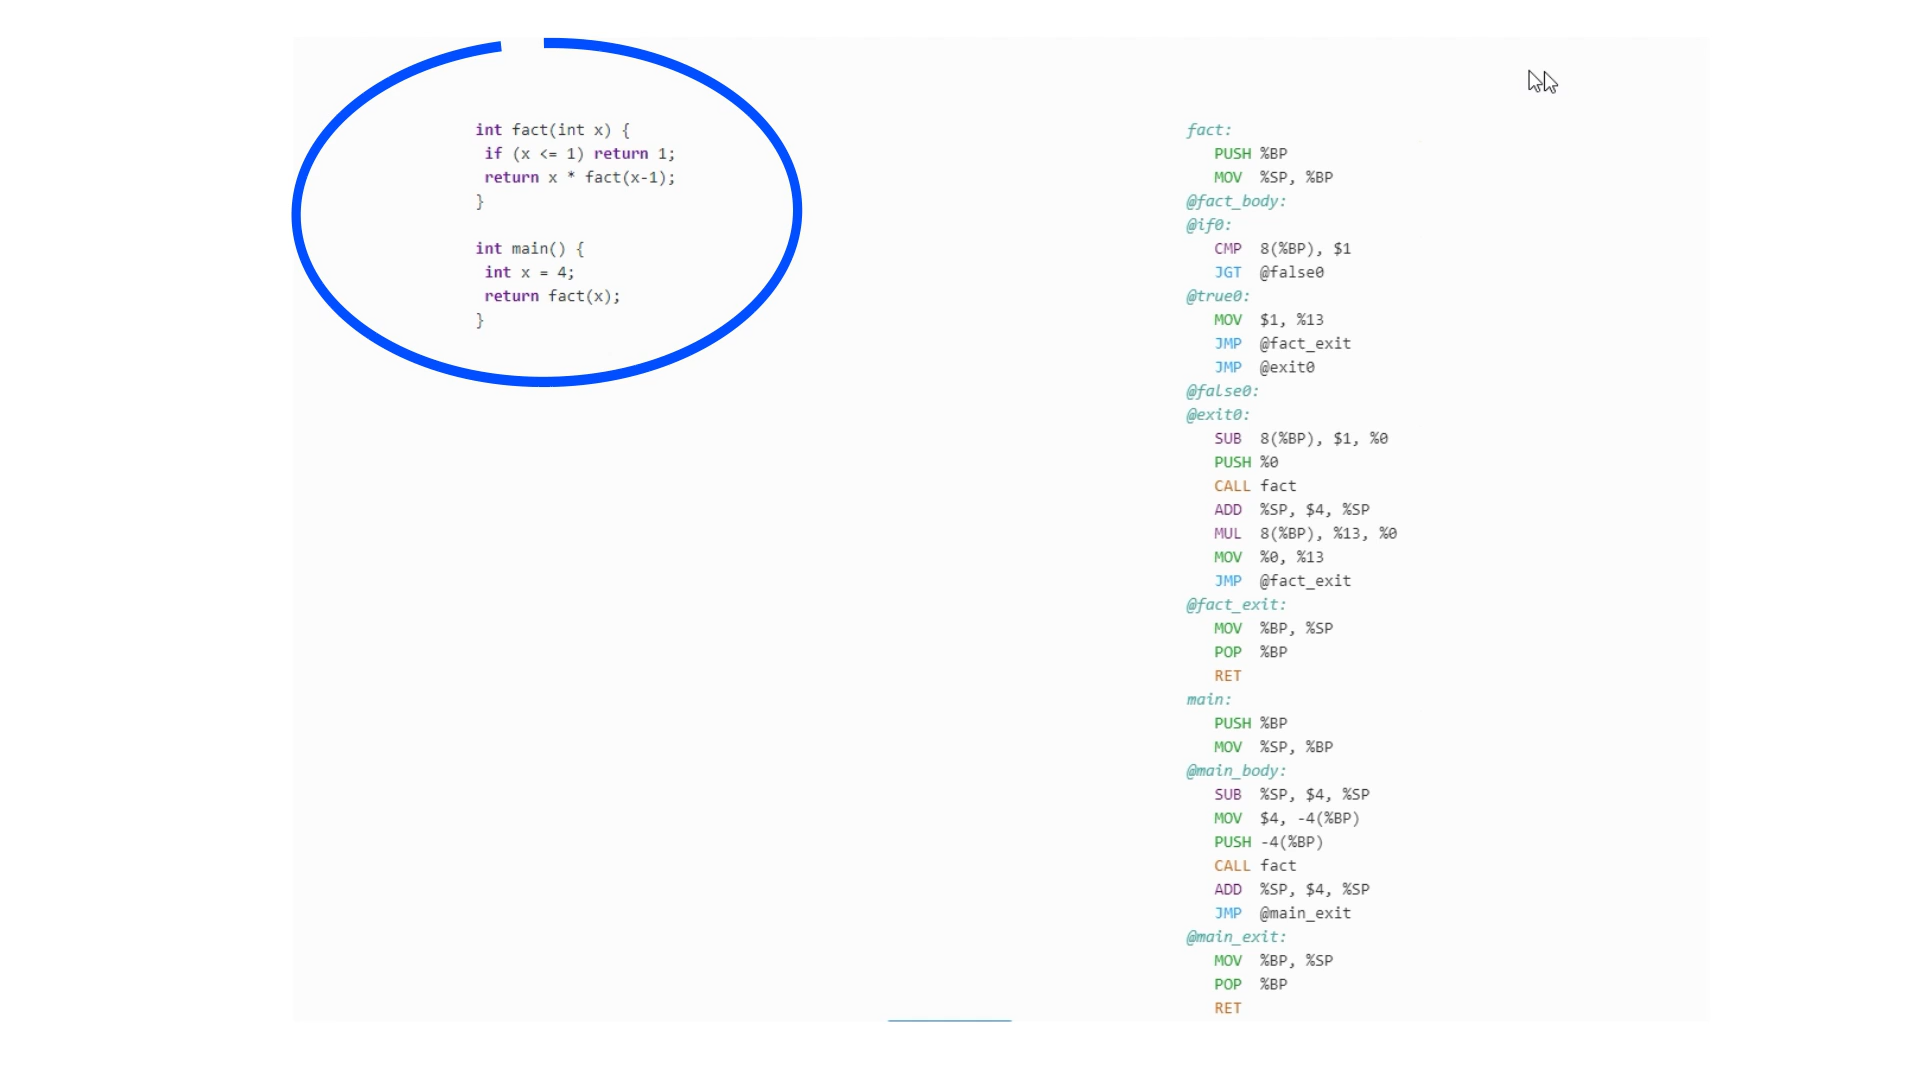 int fact(int x) {
if (x <= 1) return 1;
return x * fact(x-1);
}
int main() {
int x = 4;
return fact(x);
}
fact:
PUSH %BP
MOV %SP, %BP
@fact_body:
@if0:
CMP 8(%BP), $1
JGT @false0
@true0:
MOV $1, %13
JMP @fact_exit
JMP @exit0
@false0:
@exit0:
SUB 8(%BP), $1, %0
PUSH %0
CALL fact
ADD %SP, $4, %SP
MUL 8(%BP), %13, %0
MOV %0, %13
JMP @fact_exit
@fact_exit:
MOV %BP, %SP
POP %BP
RET
main:
PUSH %BP
MOV %SP, %BP
@main_body:
SUB %SP, $4, %SP
MOV $4, -4(%BP)
PUSH -4(%BP)
CALL fact
ADD %SP, $4, %SP
JMP @main_exit
@main_exit:
MOV %BP, %SP
POP %BP
RET